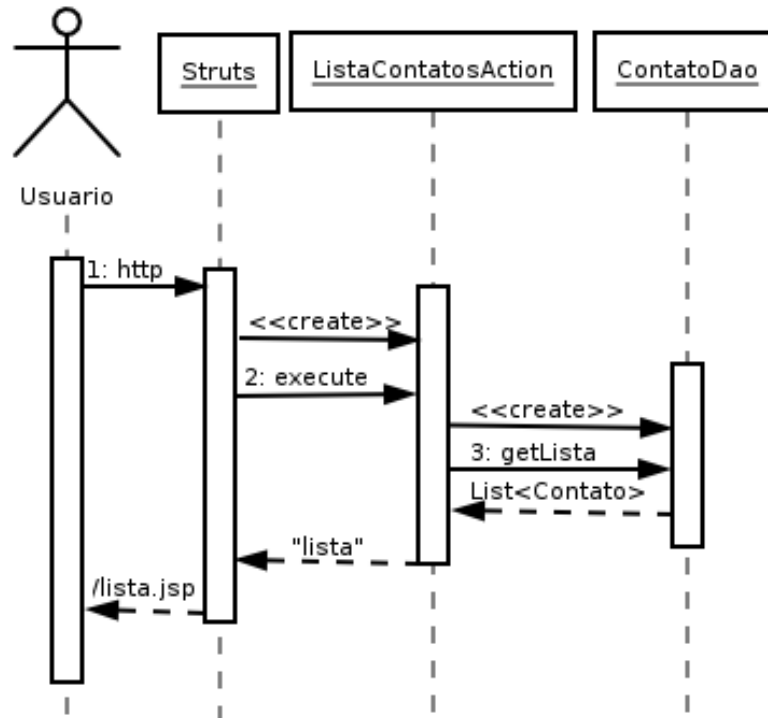 Struts
ListaContatosAction
ContatoDao
Usuario
1: http
<<create>>
2: execute
<<create>>
3: getLista
List<Contato>
"lista"
/lista.jsp